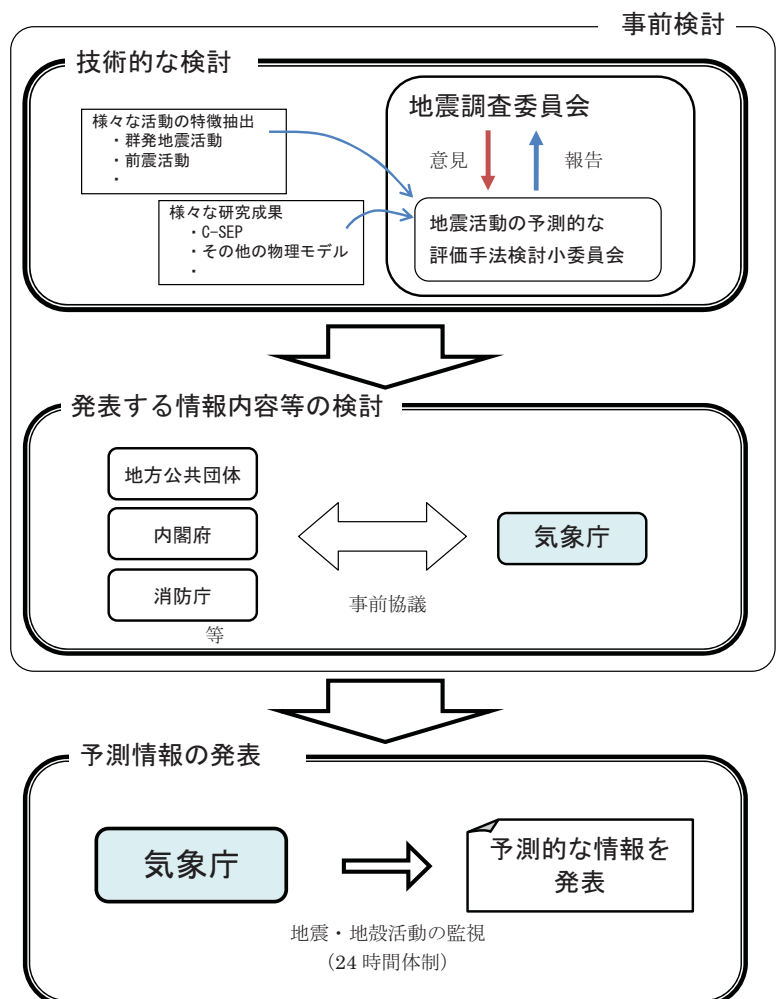 事前検討
技術的な検討
様々な活動の特徴抽出
・群発地震活動
・前震活動
・
様々な研究成果
・C-SEP
・その他の物理モデル
・
地震調査委員会
意見
報告
地震活動の予測的な
評価手法検討小委員会
発表する情報内容等の検討
地方公共団体
内閣府
消防庁
等
事前協議
気象庁
予測情報の発表
気象庁
予測的な情報を
発表
地震・地殻活動の監視
（24 時間体制）